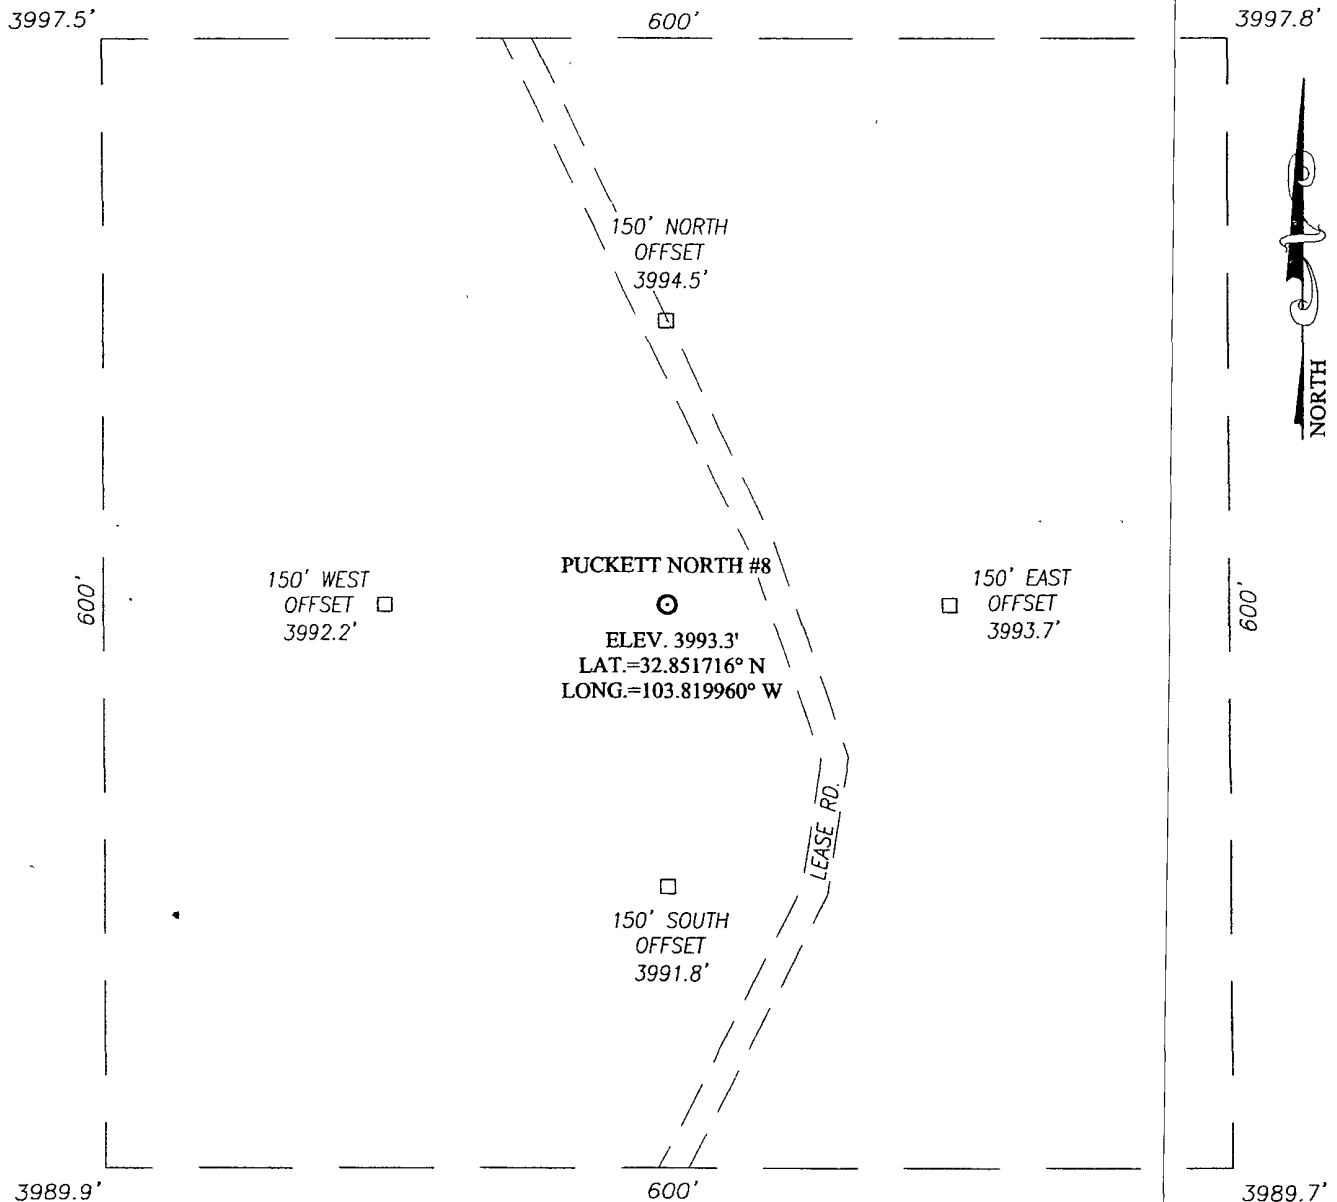 3997.5'
600'
3997.8'
150' NORTH
OFFSET
3994.5'
NORTH
600'
150' WEST
OFFSET
3992.2'
PUCKETT NORTH #8
ELEV. 3993.3'
LAT.=32.851716° N
LONG.=103.819960° W
150' EAST
OFFSET
3993.7'
600'
LEASE RD.
150' SOUTH
OFFSET
3991.8'
3989.9'
600'
3989.7'